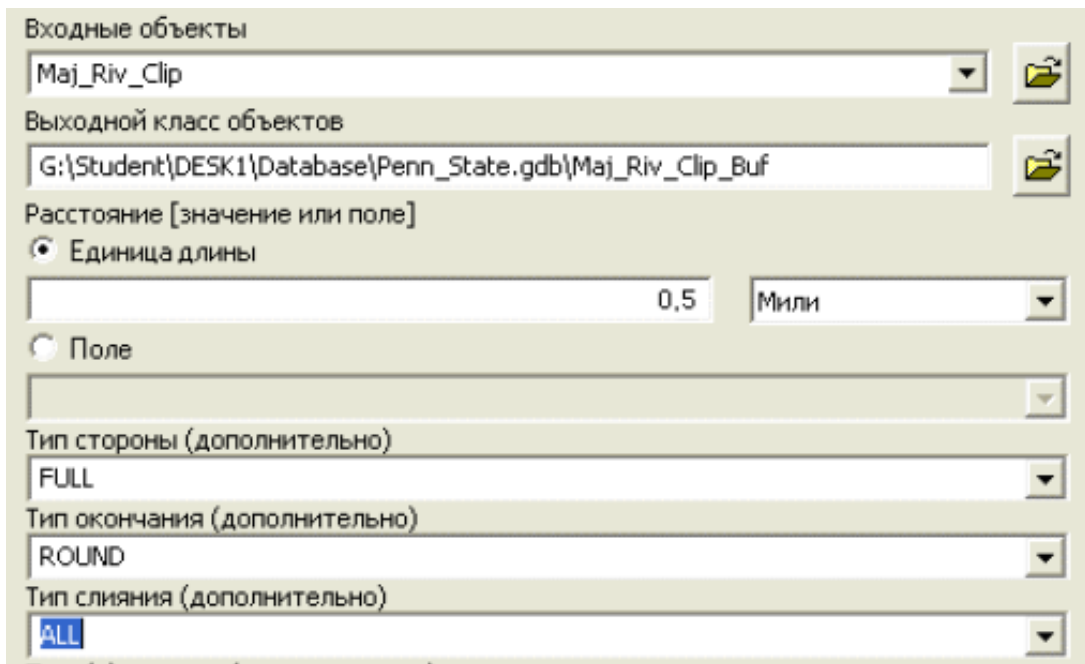 Входные объекты
Maj_Riv_Clip
Выходной класс объектов
G:\Student\DESK1\Database\Penn_State.gdb\Maj_Riv_Clip_Buf
Расстояние [значение или поле]
Единица длины
0,5 Мили
Поле
Тип стороны (дополнительно)
FULL
Тип окончания (дополнительно)
ROUND
Тип слияния (дополнительно)
ALL